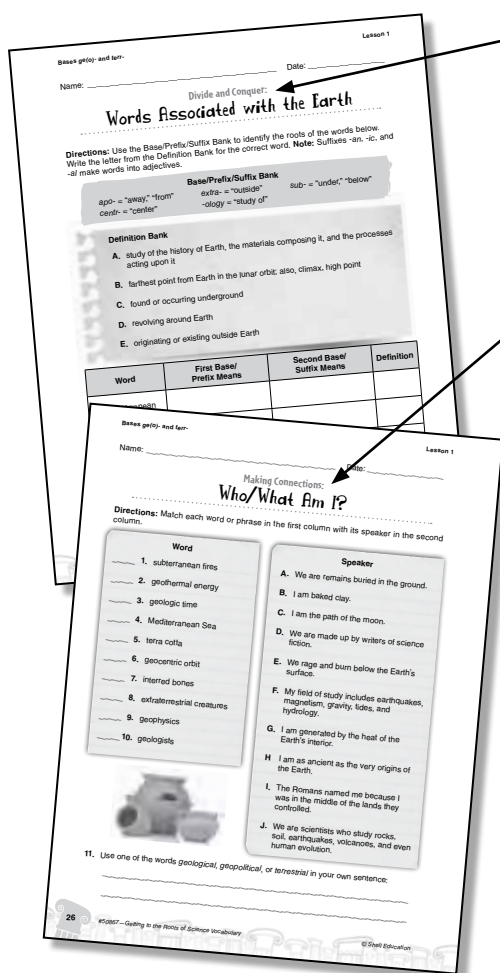 Bases ge(o)- and terr-
Lesson 1
Name:
Date:
Divide and Conquer:
Words Associated with the Earth
Directions: Use the Base/Prefix/Suffix Bank to identify the roots of the words below.
Write the letter from the Definition Bank for the correct word. Note: Suffixes -an, -ic, and
-al make words into adjectives.
Base/Prefix/Suffix Bank
apo- = "away," "from"
extra- = "outside"
sub- = "under," "below"
centr- = "center"
-ology = "study of"
Definition Bank
A. study of the history of Earth, the materials composing it, and the processes
acting upon it
B. farthest point from Earth in the lunar orbit; also, climax, high point
C. found or occurring underground
D. revolving around Earth
E. originating or existing outside Earth
Word
First Base/
Prefix Means
Second Base/
Suffix Means
Definition
Bases ge(o)- and terr-
Lesson 1
Name:
Date:
Making Connections:
Who/What Am I?
Directions: Match each word or phrase in the first column with its speaker in the second
column.
Word
1. subterranean fires
2. geothermal energy
3. geologic time
4. Mediterranean Sea
5. terra cotta
6. geocentric orbit
7. interred bones
8. extraterrestrial creatures
9. geophysics
10. geologists
Speaker
A. We are remains buried in the ground.
B. I am baked clay.
C. I am the path of the moon.
D. We are made up by writers of science
fiction.
E. We rage and burn below the Earth's
surface.
F. My field of study includes earthquakes,
magnetism, gravity, tides, and
hydrology.
G. I am generated by the heat of the
Earth's interior.
H I am as ancient as the very origins of
the Earth.
I. The Romans named me because I
was in the middle of the lands they
controlled.
J. We are scientists who study rocks,
soil, earthquakes, volcanoes, and even
human evolution.
11. Use one of the words geological, geopolitical, or terrestrial in your own sentence:
26
#50867—Getting to the Roots of Science Vocabulary
© Shell Education